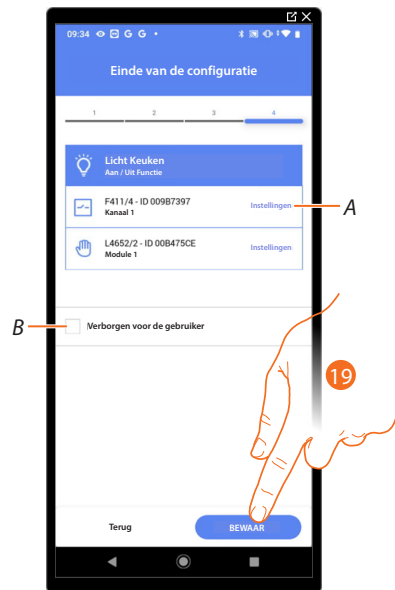 09:34 G G
Einde van de configuratie
1 2 3 4
Licht Keuken
Aan / Uit Functie
F411/4 - ID 009B7397
Kanaal 1
Instellingen
A
L4652/2 - ID 00B475CE
Module 1
Instellingen
B
Verborgen voor de gebruiker
19
Terug
BEWAAR